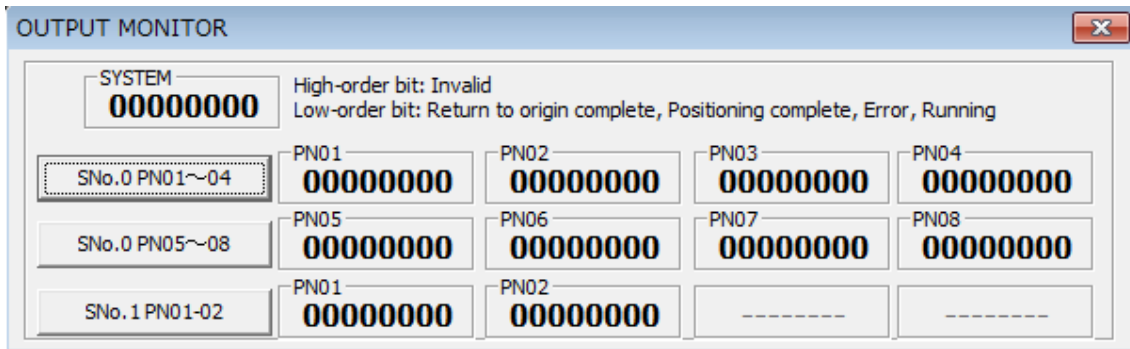 OUTPUT MONITOR
SYSTEM
00000000
High-order bit: Invalid
Low-order bit: Return to origin complete, Positioning complete, Error, Running
SNo.0 PN01～04
PN01
00000000
PN02
00000000
PN03
00000000
PN04
00000000
SNo.0 PN05～08
PN05
00000000
PN06
00000000
PN07
00000000
PN08
00000000
SNo.1 PN01-02
PN01
00000000
PN02
00000000
--------
--------